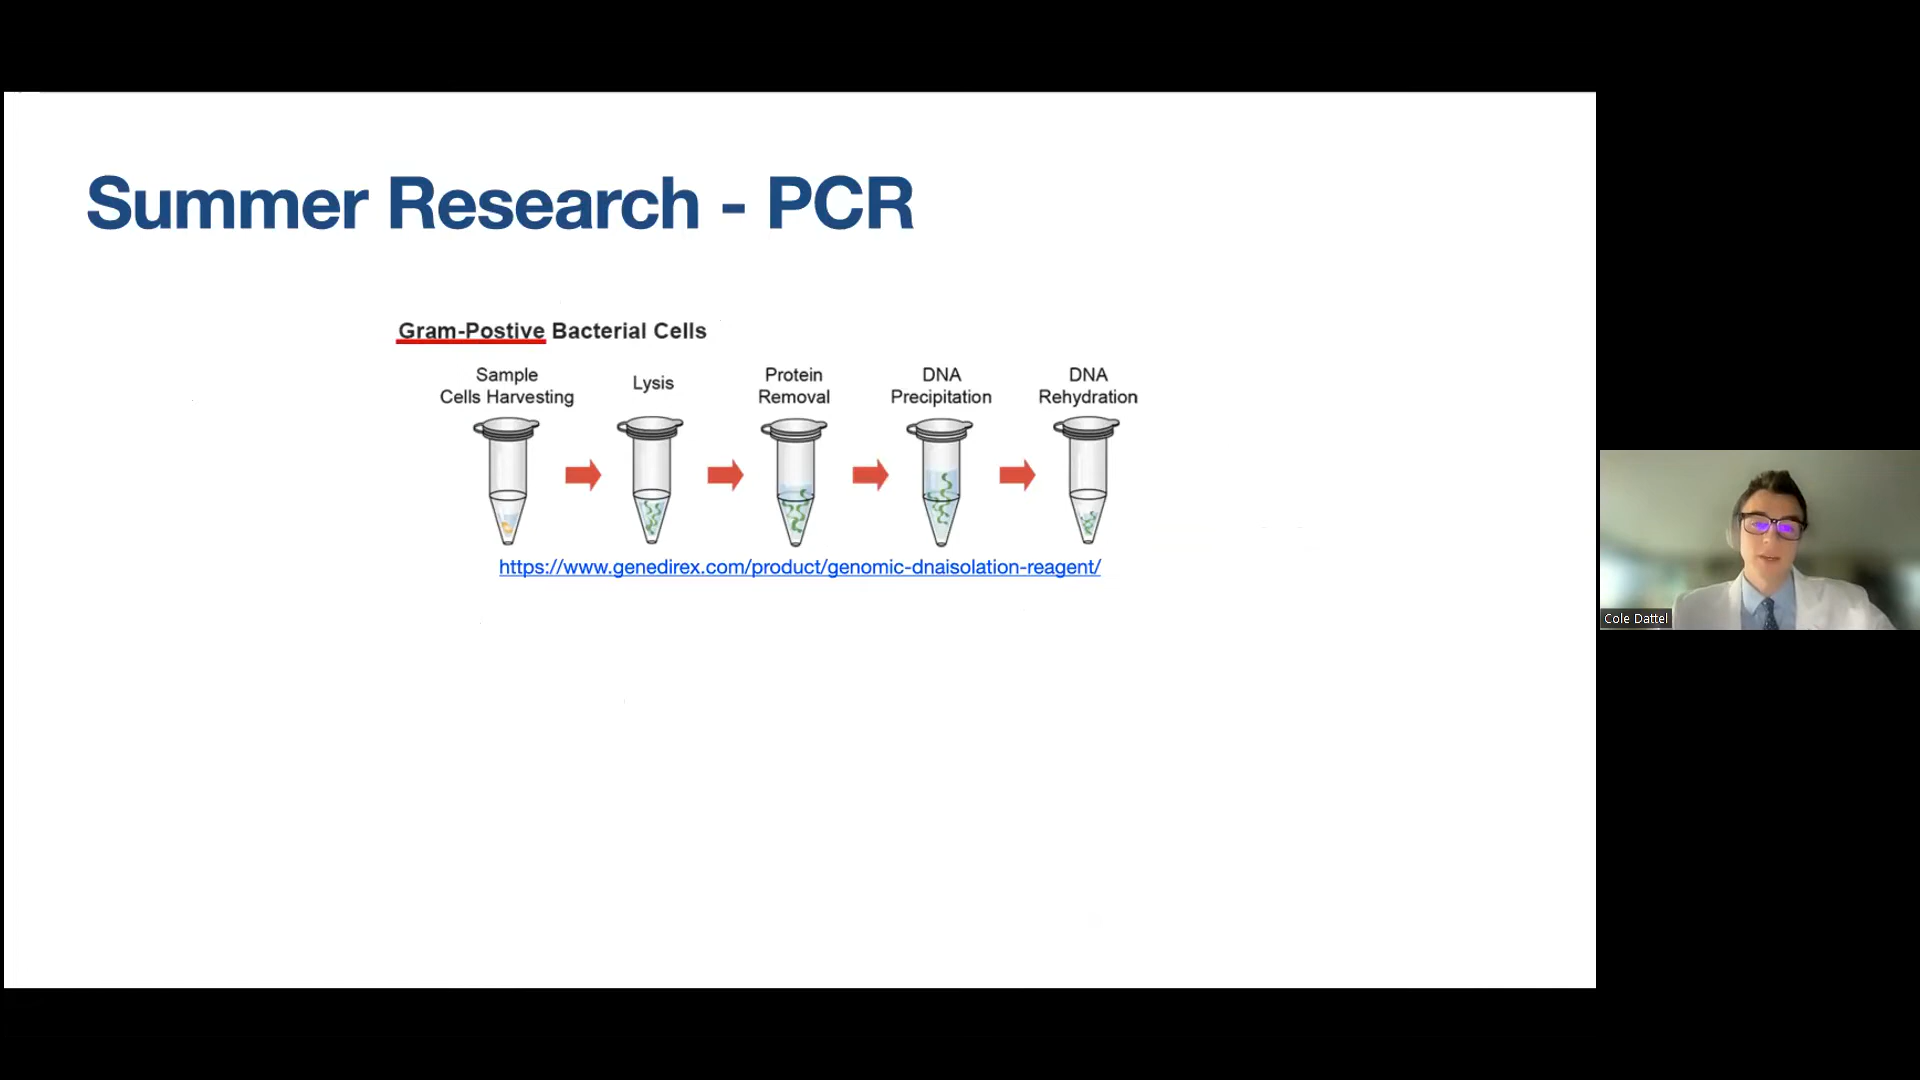 Summer Research - PCR
Gram-Postive Bacterial Cells
Sample
Cells Harvesting
Lysis
Protein
Removal
DNA
Precipitation
DNA
Rehydration
https://www.genedirex.com/product/genomic-dnaisolation-reagent/
Cole Dattel